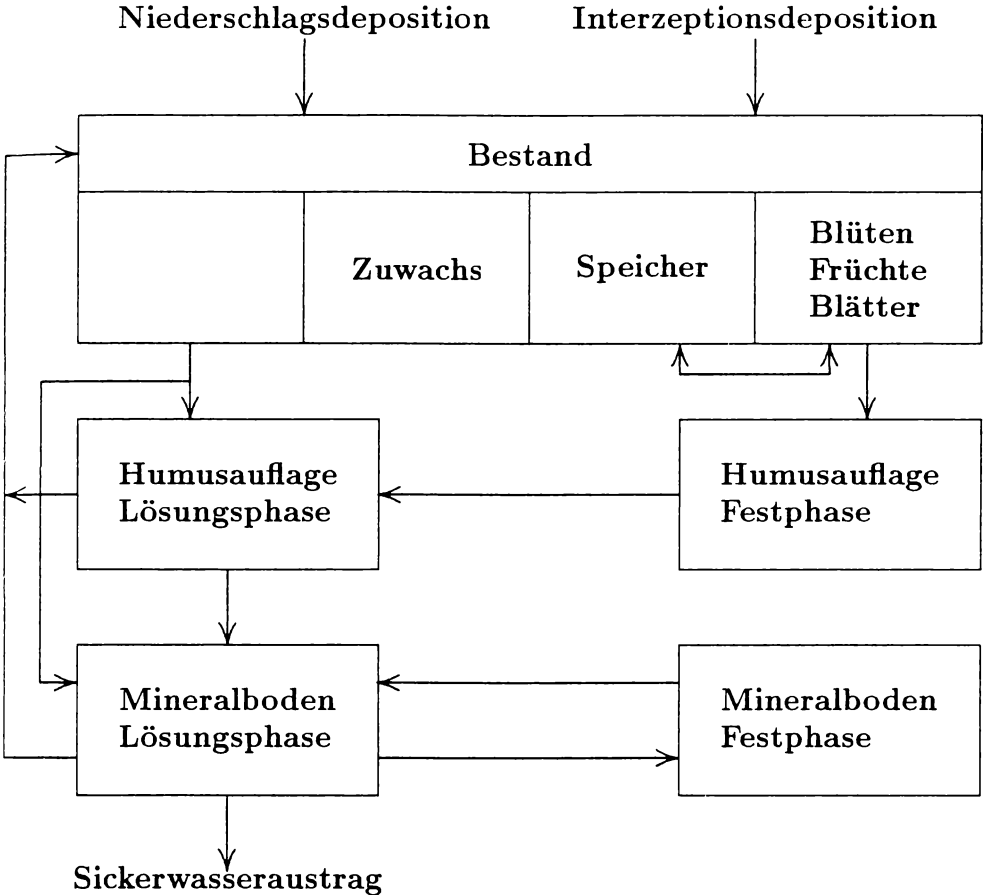 Niederschlagsdeposition
Interzeptionsdeposition
Bestand
Zuwachs
Speicher
Blüten
Früchte
Blätter
Humusauflage
Lösungsphase
Humusauflage
Festphase
Mineralboden
Lösungsphase
Mineralboden
Festphase
Sickerwasseraustrag